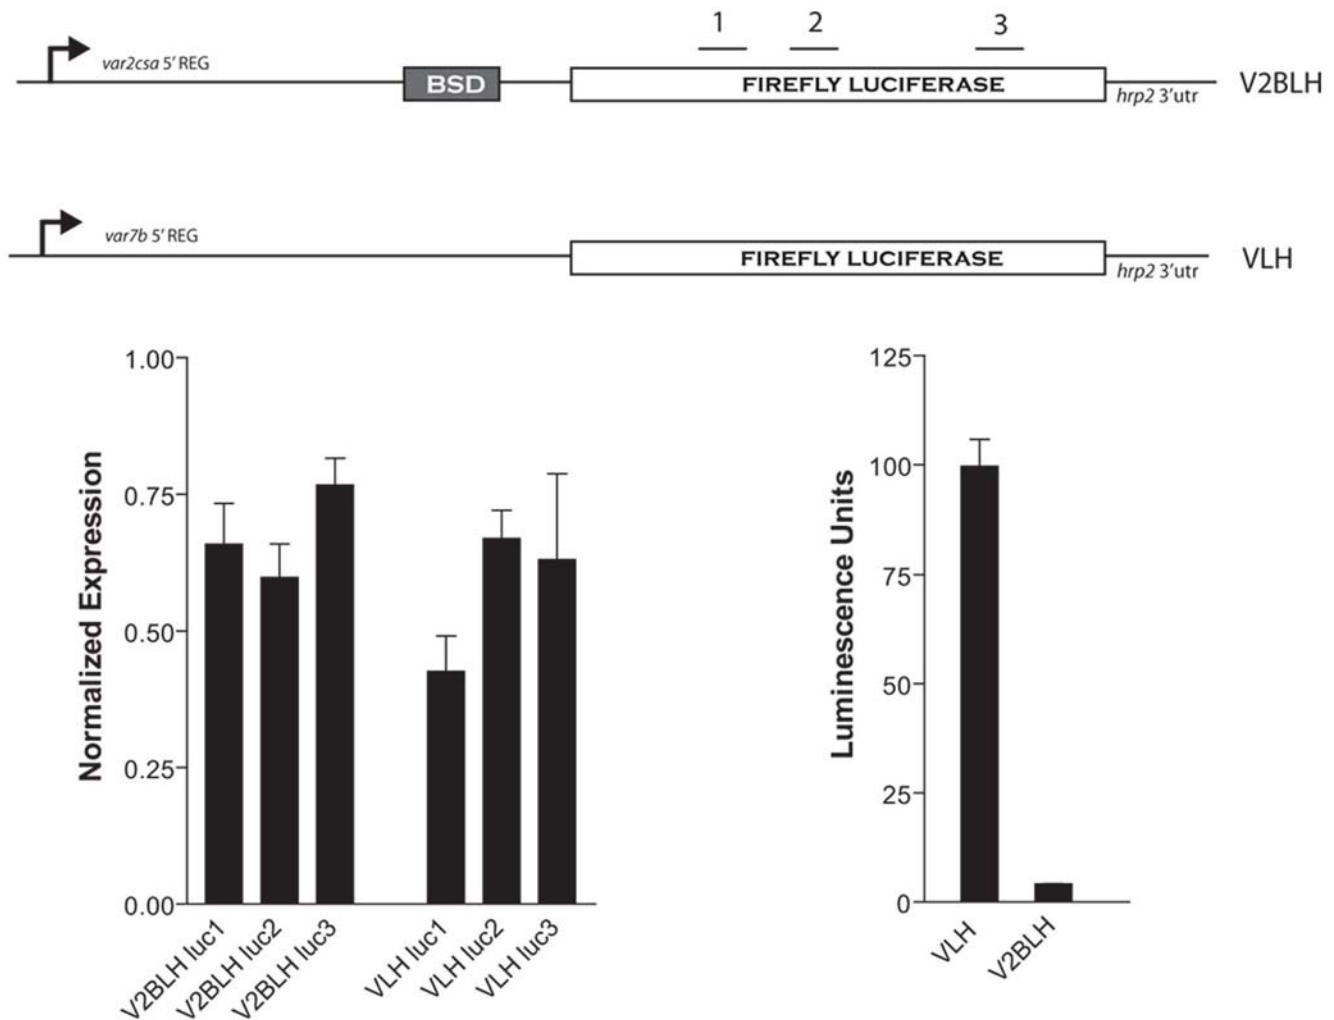 1 2 3
var2csa 5' REG
BSD
FIREFLY LUCIFERASE
hrp2 3'utr
V2BLH
var7b 5' REG
FIREFLY LUCIFERASE
hrp2 3'utr
VLH
Normalized Expression
1.00
0.75
0.50
0.25
0.00
V2BLH luc1
V2BLH luc2
V2BLH luc3
VLH luc1
VLH luc2
VLH luc3
Luminescence Units
125
100
75
50
25
0
VLH
V2BLH